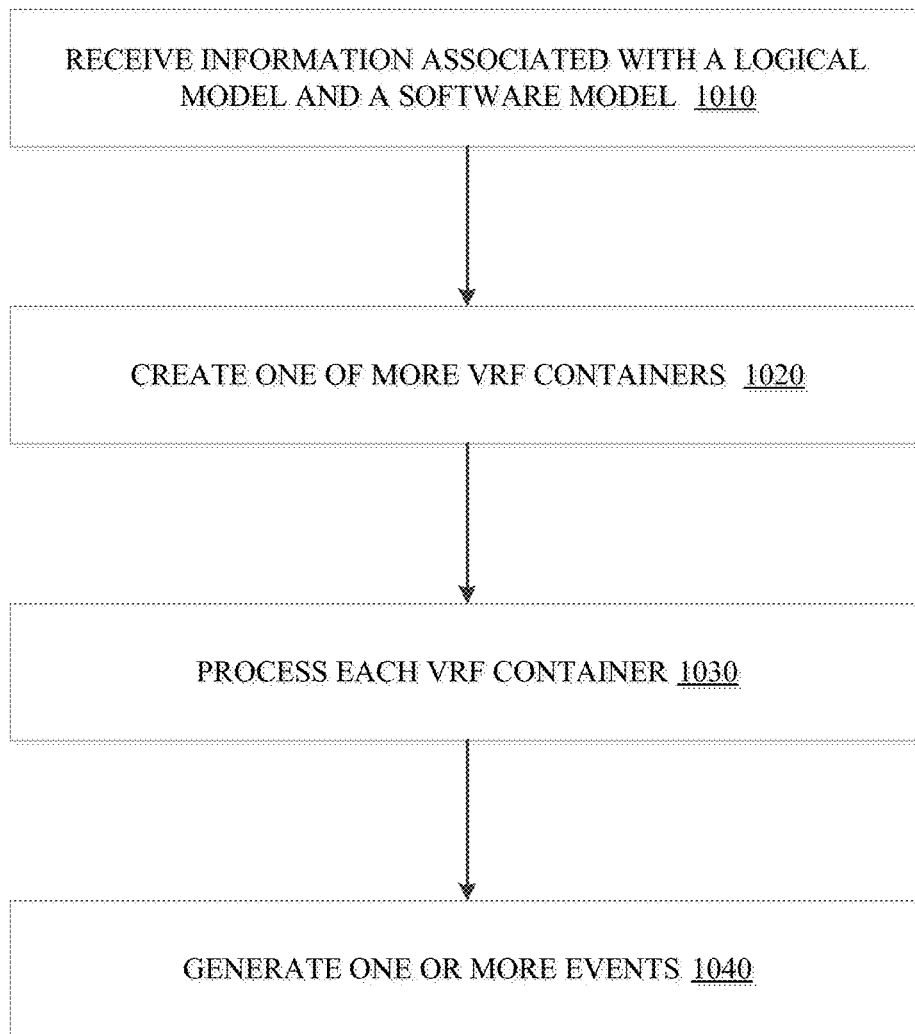 RECEIVE INFORMATION ASSOCIATED WITH A LOGICAL
MODEL AND A SOFTWARE MODEL 1010
CREATE ONE OF MORE VRF CONTAINERS 1020
PROCESS EACH VRF CONTAINER 1030
GENERATE ONE OR MORE EVENTS 1040